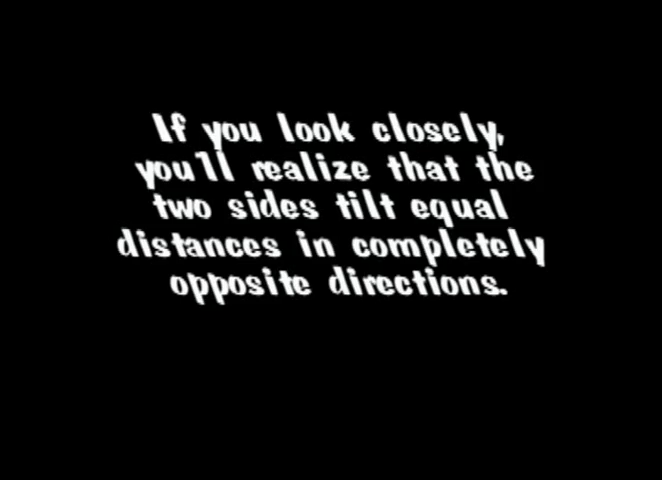 If you look closely,
you'll realize that the
two sides tilt equal
distances in completely
opposite directions.